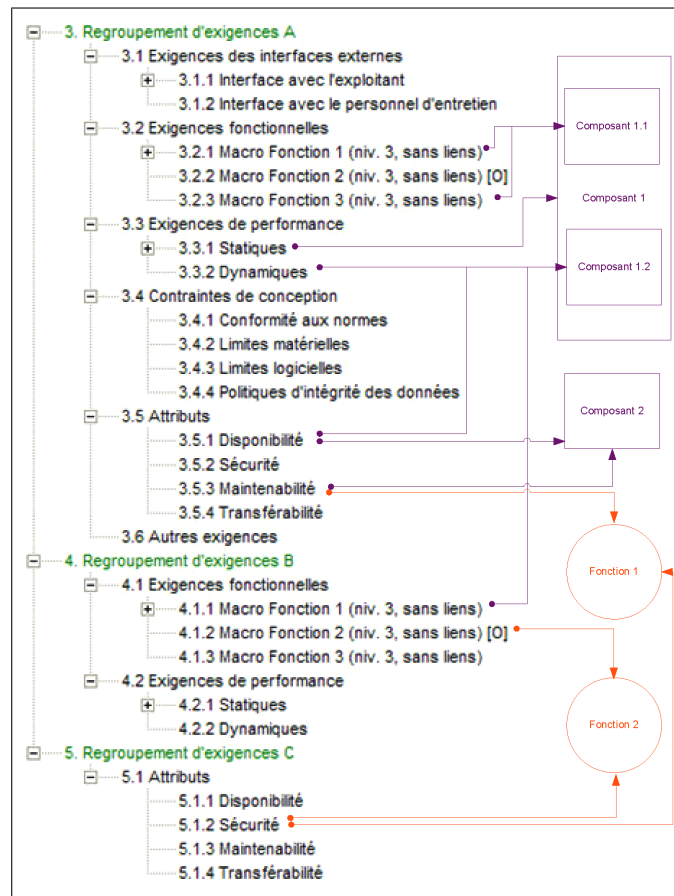 3. Regroupement d'exigences A
3.1 Exigences des interfaces externes
3.1.1 Interface avec l'exploitant
3.1.2 Interface avec le personnel d'entretien
3.2 Exigences fonctionnelles
3.2.1 Macro Fonction 1 (niv. 3, sans liens)
3.2.2 Macro Fonction 2 (niv. 3, sans liens) [O]
3.2.3 Macro Fonction 3 (niv. 3, sans liens)
3.3 Exigences de performance
3.3.1 Statiques
3.3.2 Dynamiques
3.4 Contraintes de conception
3.4.1 Conformité aux normes
3.4.2 Limites matérielles
3.4.3 Limites logicielles
3.4.4 Politiques d'intégrité des données
3.5 Attributs
3.5.1 Disponibilité
3.5.2 Sécurité
3.5.3 Maintenabilité
3.5.4 Transférabilité
3.6 Autres exigences
4. Regroupement d'exigences B
4.1 Exigences fonctionnelles
4.1.1 Macro Fonction 1 (niv. 3, sans liens)
4.1.2 Macro Fonction 2 (niv. 3, sans liens) [O]
4.1.3 Macro Fonction 3 (niv. 3, sans liens)
4.2 Exigences de performance
4.2.1 Statiques
4.2.2 Dynamiques
5. Regroupement d'exigences C
5.1 Attributs
5.1.1 Disponibilité
5.1.2 Sécurité
5.1.3 Maintenabilité
5.1.4 Transférabilité
Composant 1.1
Composant 1
Composant 1.2
Composant 2
Fonction 1
Fonction 2